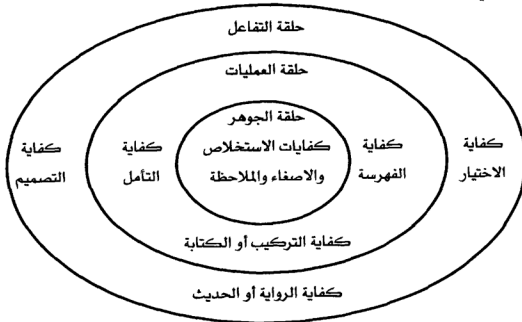 حلقة التفاعل
حلقة العمليات
حلقة الجوهر
كفايات الاستخلاص
والاصغاء والملاحظة
كفاية
الاختيار
كفاية
الفهرسة
كفاية
التأمل
كفاية
التصميم
كفاية التركيب أو الكتابة
كفاية الرواية أو الحديث